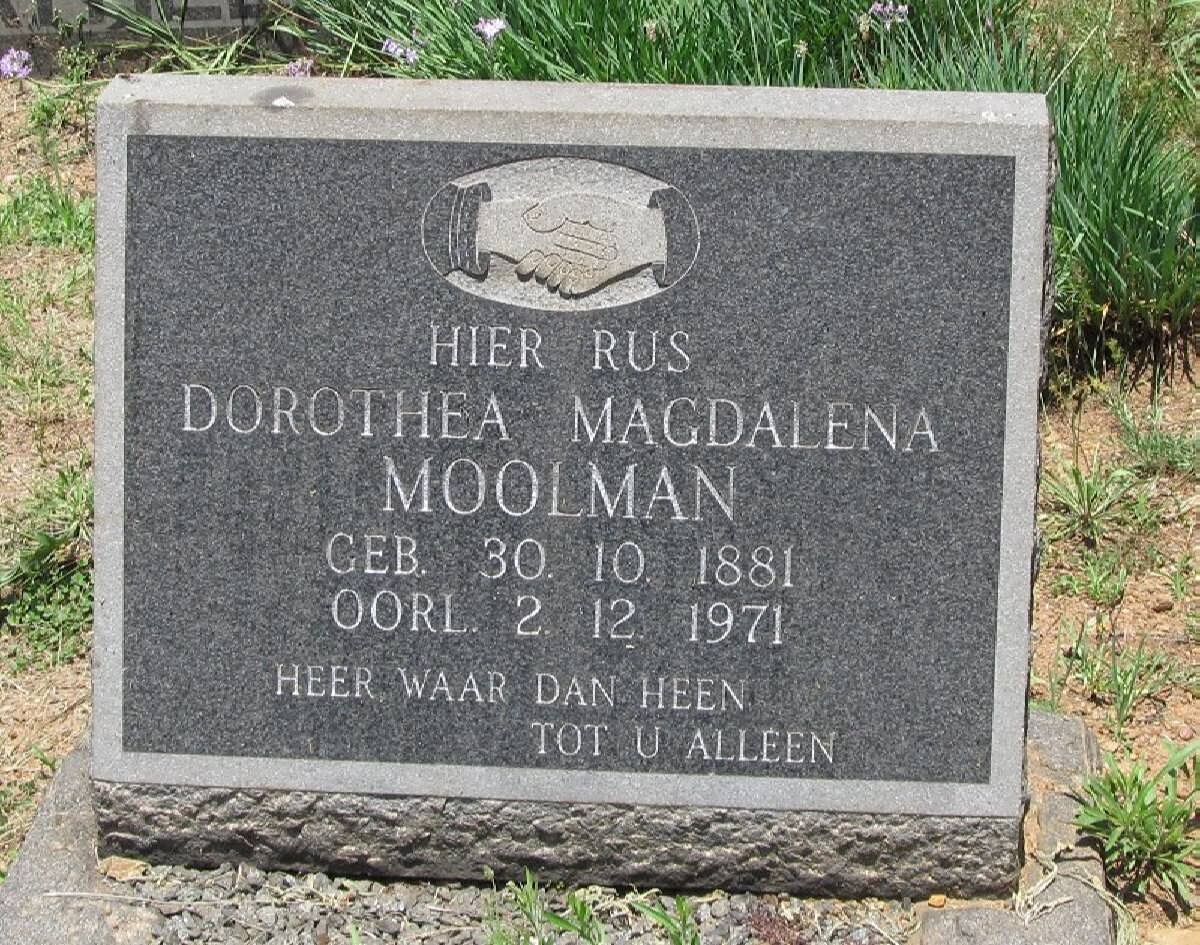 HIER RUS
DOROTHEA MAGDALENA
MOOLMAN
GEB. 30. 10. 1881
OORL. 2. 12. 1971
HEER, WAAR DAN HEEN
TOT U ALLEEN